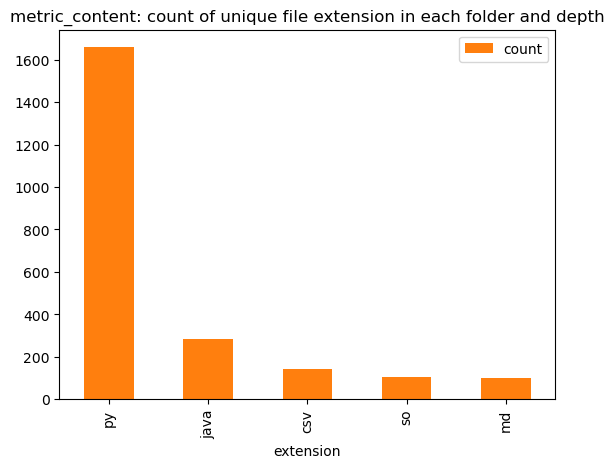 metric_content: count of unique file extension in each folder and depth
count
1600
1400
1200
1000
800
600
400
200
0
py
java
csv
so
md
extension